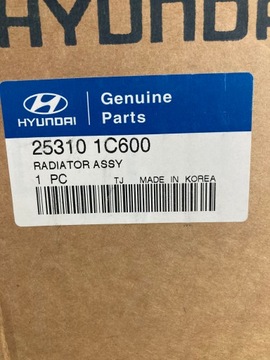 HYUNDAI
HYUNDAI
Genuine
Parts
25310 1C600
RADIATOR ASSY
1 PC TJ MADE IN KOREA